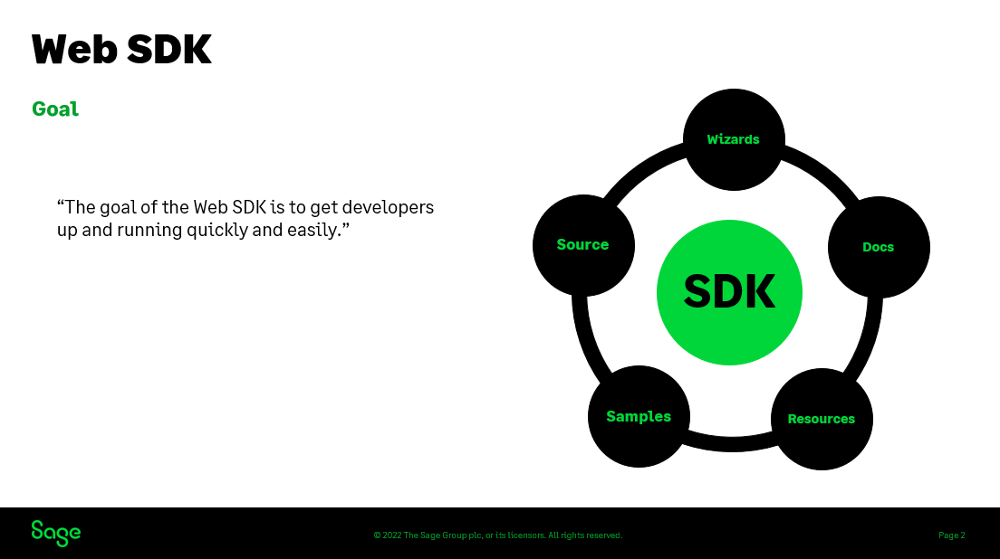 Web SDK
Goal
“The goal of the Web SDK is to get developers
up and running quickly and easily.”
Wizards
Source
Docs
SDK
Samples
Resources
Sage
© 2022 The Sage Group plc, or its licensors. All rights reserved.
Page 2